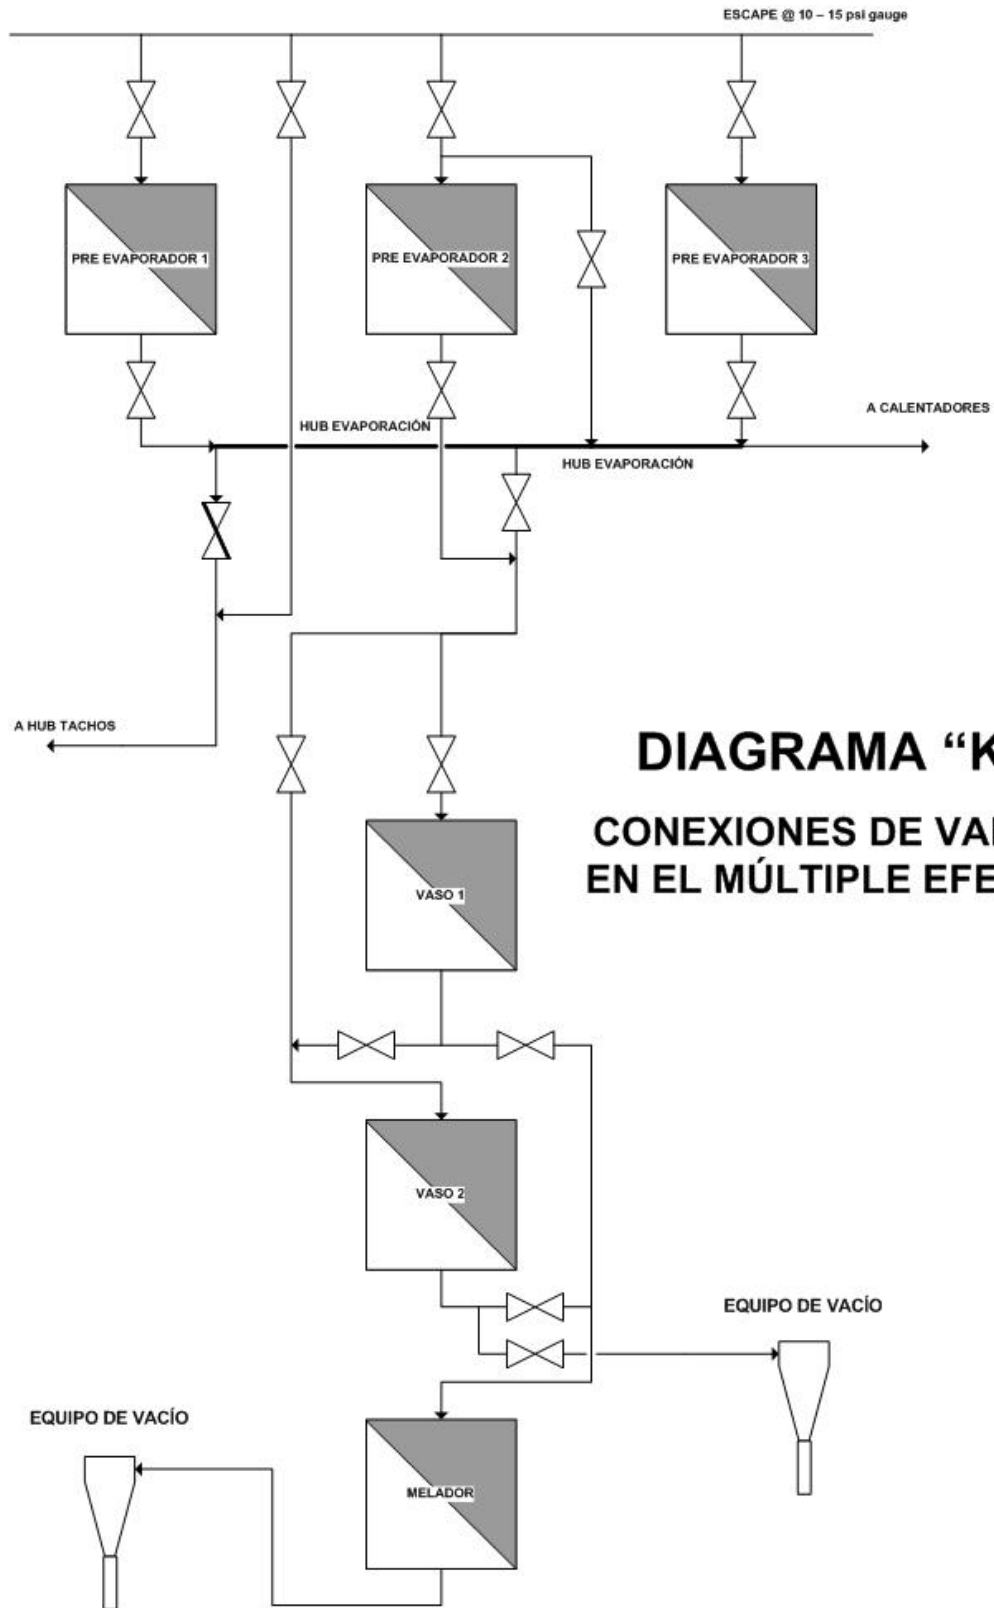 ESCAPE @ 10 – 15 psi gauge
PRE EVAPORADOR 1
PRE EVAPORADOR 2
PRE EVAPORADOR 3
A CALENTADORES
HUB EVAPORACIÓN
HUB EVAPORACIÓN
A HUB TACHOS
DIAGRAMA “K
CONEXIONES DE VA
EN EL MÚLTIPLE EFE
VASO 1
VASO 2
EQUIPO DE VACÍO
EQUIPO DE VACÍO
MELADOR